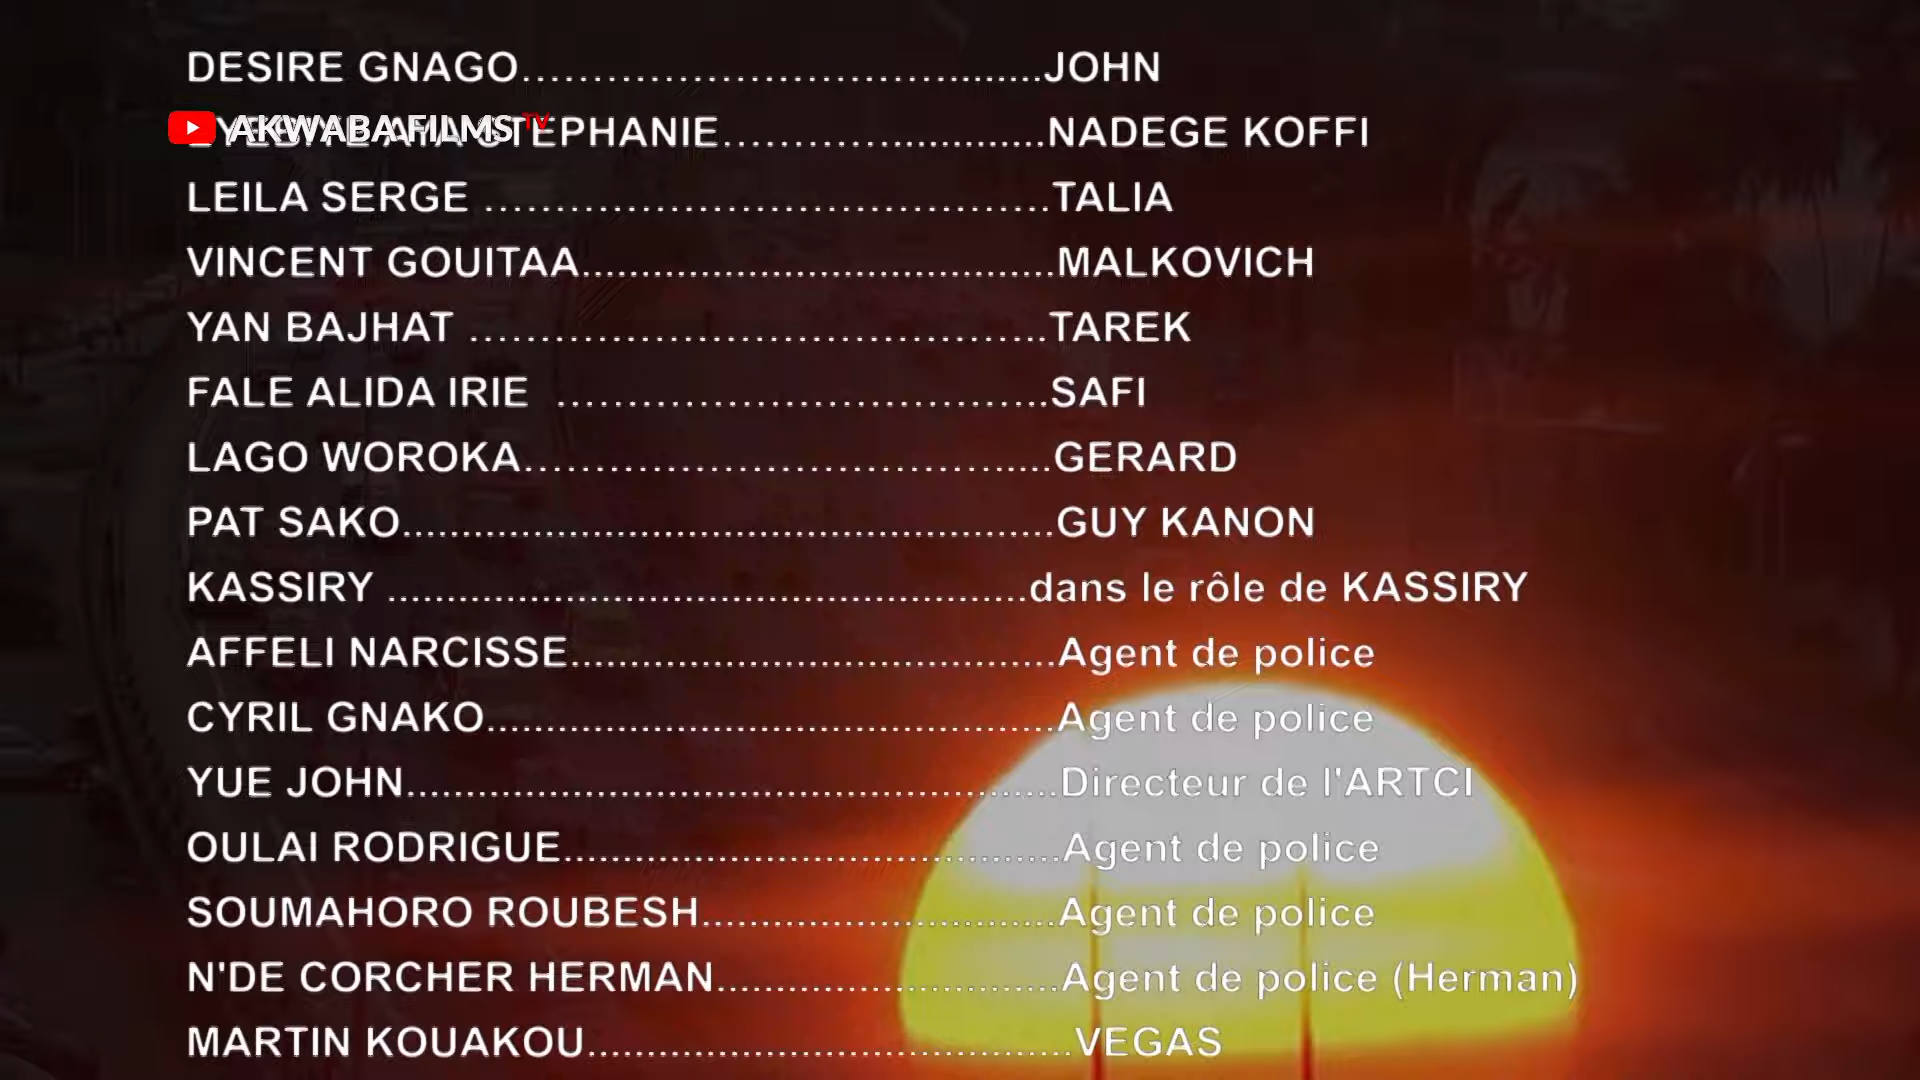 DESIRE GNAGO.....................................JOHN
AKWABA FILMS TV
STEPHANIE.........................NADEGE KOFFI
LEILA SERGE ........................................TALIA
VINCENT GOUITAA.......................................MALKOVICH
YAN BAJHAT .........................................TAREK
FALE ALIDA IRIE ...................................SAFI
LAGO WOROKA.....................................GERARD
PAT SAKO......................................................GUY KANON
KASSIRY .....................................................dans le rôle de KASSIRY
AFFELI NARCISSE........................................Agent de police
CYRIL GNAKO...............................................Agent de police
YUE JOHN......................................................Directeur de l'ARTCI
OULAI RODRIGUE.........................................Agent de police
SOUMAHORO ROUBESH.............................Agent de police
N'DE CORCHER HERMAN............................Agent de police (Herman)
MARTIN KOUAKOU........................................VEGAS